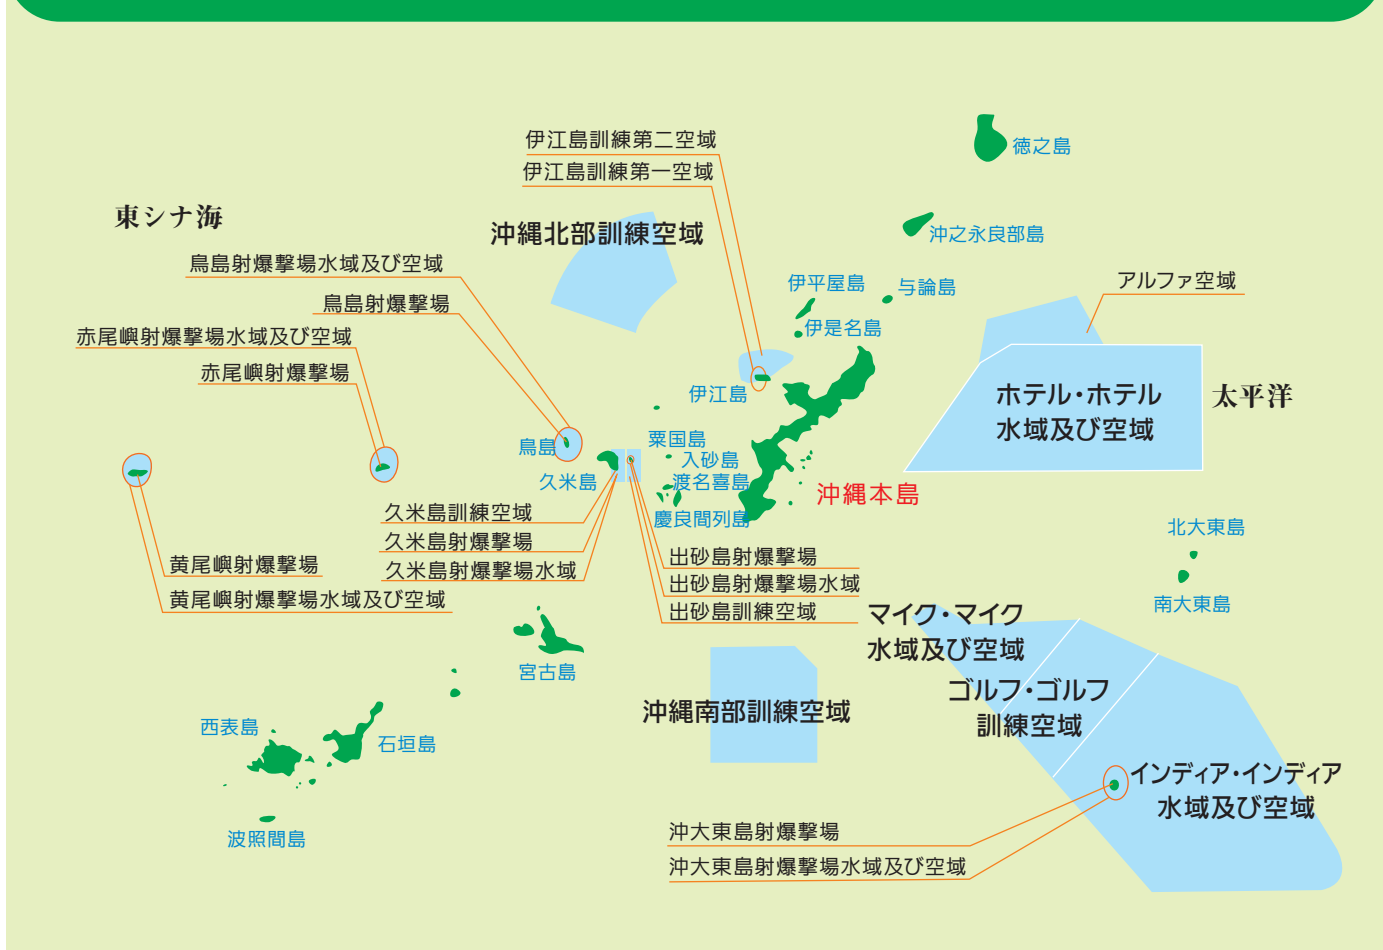 伊江島訓練第二空域
徳之島
伊江島訓練第一空域
東シナ海
沖縄北部訓練空域
沖之永良部島
鳥島射爆撃場水域及び空域
伊平屋島
与論島
アルファ空域
鳥島射爆撃場
伊是名島
赤尾嶼射爆撃場水域及び空域
赤尾嶼射爆撃場
伊江島
ホテル・ホテル
水域及び空域
太平洋
鳥島
粟国島
入砂島
久米島
渡名喜島
沖縄本島
久米島訓練空域
慶良間列島
北大東島
久米島射爆撃場
出砂島射爆撃場
黄尾嶼射爆撃場
久米島射爆撃場水域
出砂島射爆撃場水域
黄尾嶼射爆撃場水域及び空域
出砂島訓練空域
南大東島
マイク・マイク
水域及び空域
宮古島
ゴルフ・ゴルフ
訓練空域
沖縄南部訓練空域
西表島
石垣島
インディア・インディア
水域及び空域
波照間島
沖大東島射爆撃場
沖大東島射爆撃場水域及び空域